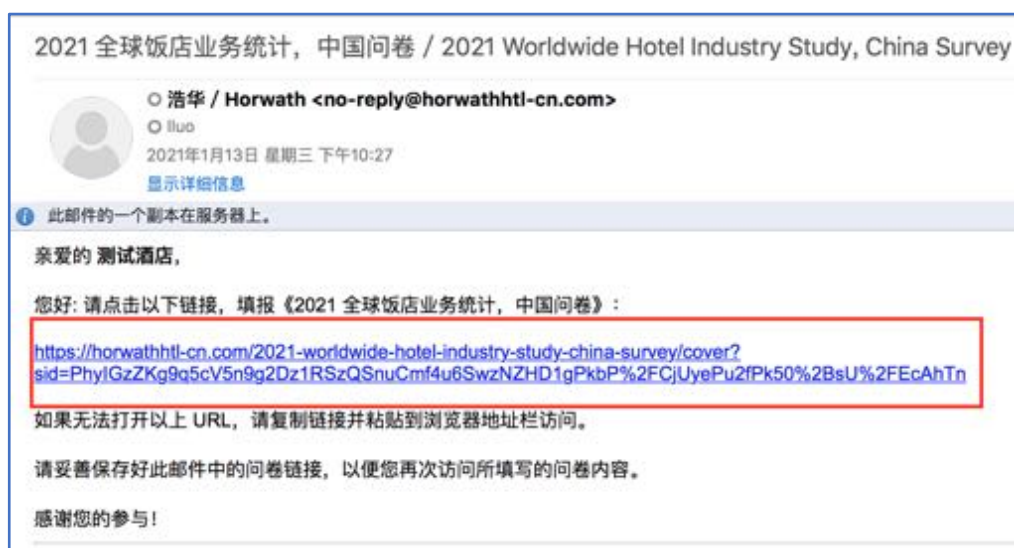 2021 全球饭店业务统计，中国问卷 / 2021 Worldwide Hotel Industry Study, China Survey
浩华 / Horwath <no-reply@horwathhtl-cn.com>
lluo
2021年1月13日 星期三 下午10:27
显示详细信息
此邮件的一个副本在服务器上。
亲爱的 测试酒店，
您好: 请点击以下链接，填报《2021 全球饭店业务统计，中国问卷》：
https://horwathhtl-cn.com/2021-worldwide-hotel-industry-study-china-survey/cover?
sid=PhylGzZKg9q5cV5n9g2Dz1RSzQSnuCmf4u6SwzNZHD1gPkbP%2FCjUyePu2fPk50%2BsU%2FEcAhTn
如果无法打开以上 URL，请复制链接并粘贴到浏览器地址栏访问。
请妥善保存好此邮件中的问卷链接，以便您再次访问所填写的问卷内容。
感谢您的参与！